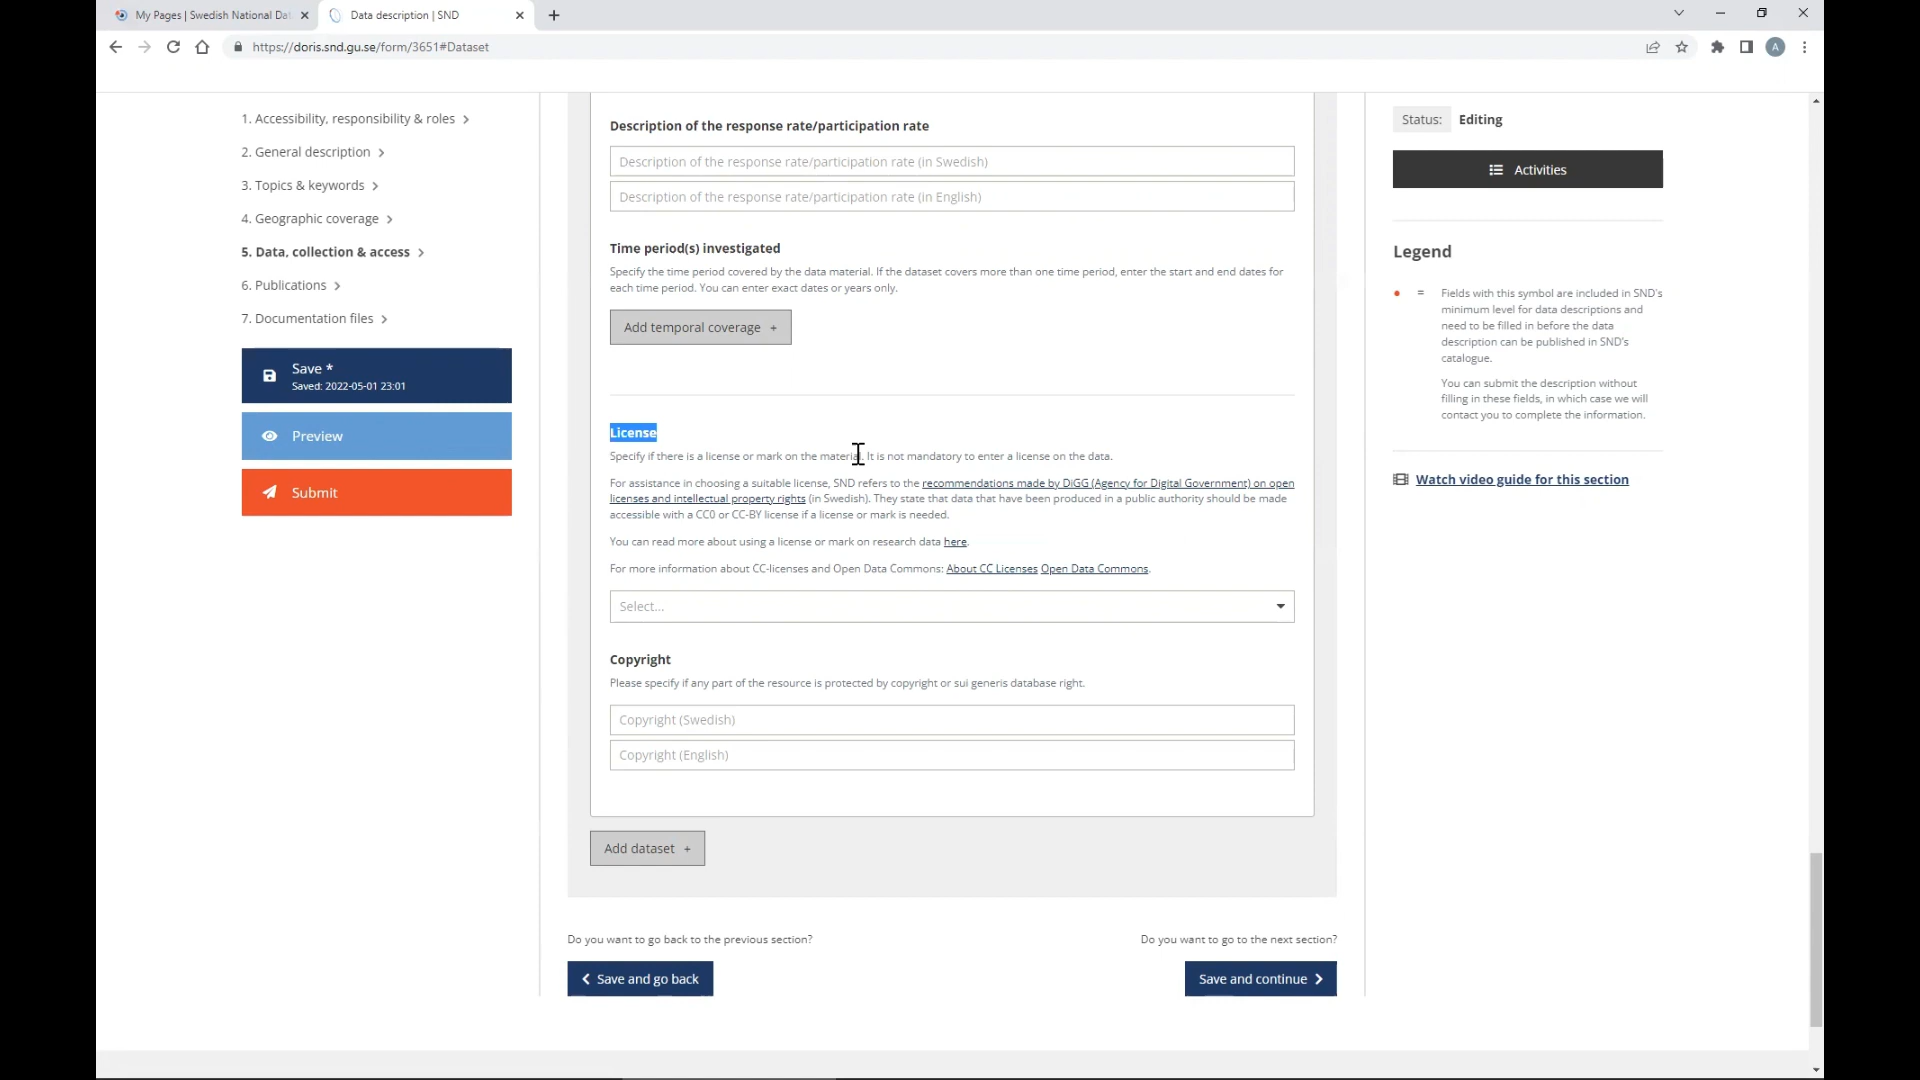 My Pages | Swedish National Dat
Data description | SND
https://doris.snd.gu.se/form/3651#Dataset
A
1. Accessibility, responsibility & roles
2. General description
3. Topics & keywords
4. Geographic coverage
5. Data, collection & access
6. Publications
7. Documentation files
Save *
Saved: 2022-05-01 23:01
Preview
Submit
Description of the response rate/participation rate
Description of the response rate/participation rate (in Swedish)
Description of the response rate/participation rate (in English)
Time period(s) investigated
Specify the time period covered by the data material. If the dataset covers more than one time period, enter the start and end dates for
each time period. You can enter exact dates or years only.
Add temporal coverage +
License
Specify if there is a license or mark on the material. It is not mandatory to enter a license on the data.
For assistance in choosing a suitable license, SND refers to the recommendations made by DiGG (Agency for Digital Government) on open
licenses and intellectual property rights (in Swedish). They state that data that have been produced in a public authority should be made
accessible with a CC0 or CC-BY license if a license or mark is needed.
You can read more about using a license or mark on research data here.
For more information about CC-licenses and Open Data Commons: About CC Licenses Open Data Commons.
Select...
Copyright
Please specify if any part of the resource is protected by copyright or sui generis database right.
Copyright (Swedish)
Copyright (English)
Add dataset +
Do you want to go back to the previous section?
Do you want to go to the next section?
Save and go back
Save and continue
Status: Editing
Activities
Legend
= Fields with this symbol are included in SND's
minimum level for data descriptions and
need to be filled in before the data
description can be published in SND's
catalogue.
You can submit the description without
filling in these fields, in which case we will
contact you to complete the information.
Watch video guide for this section